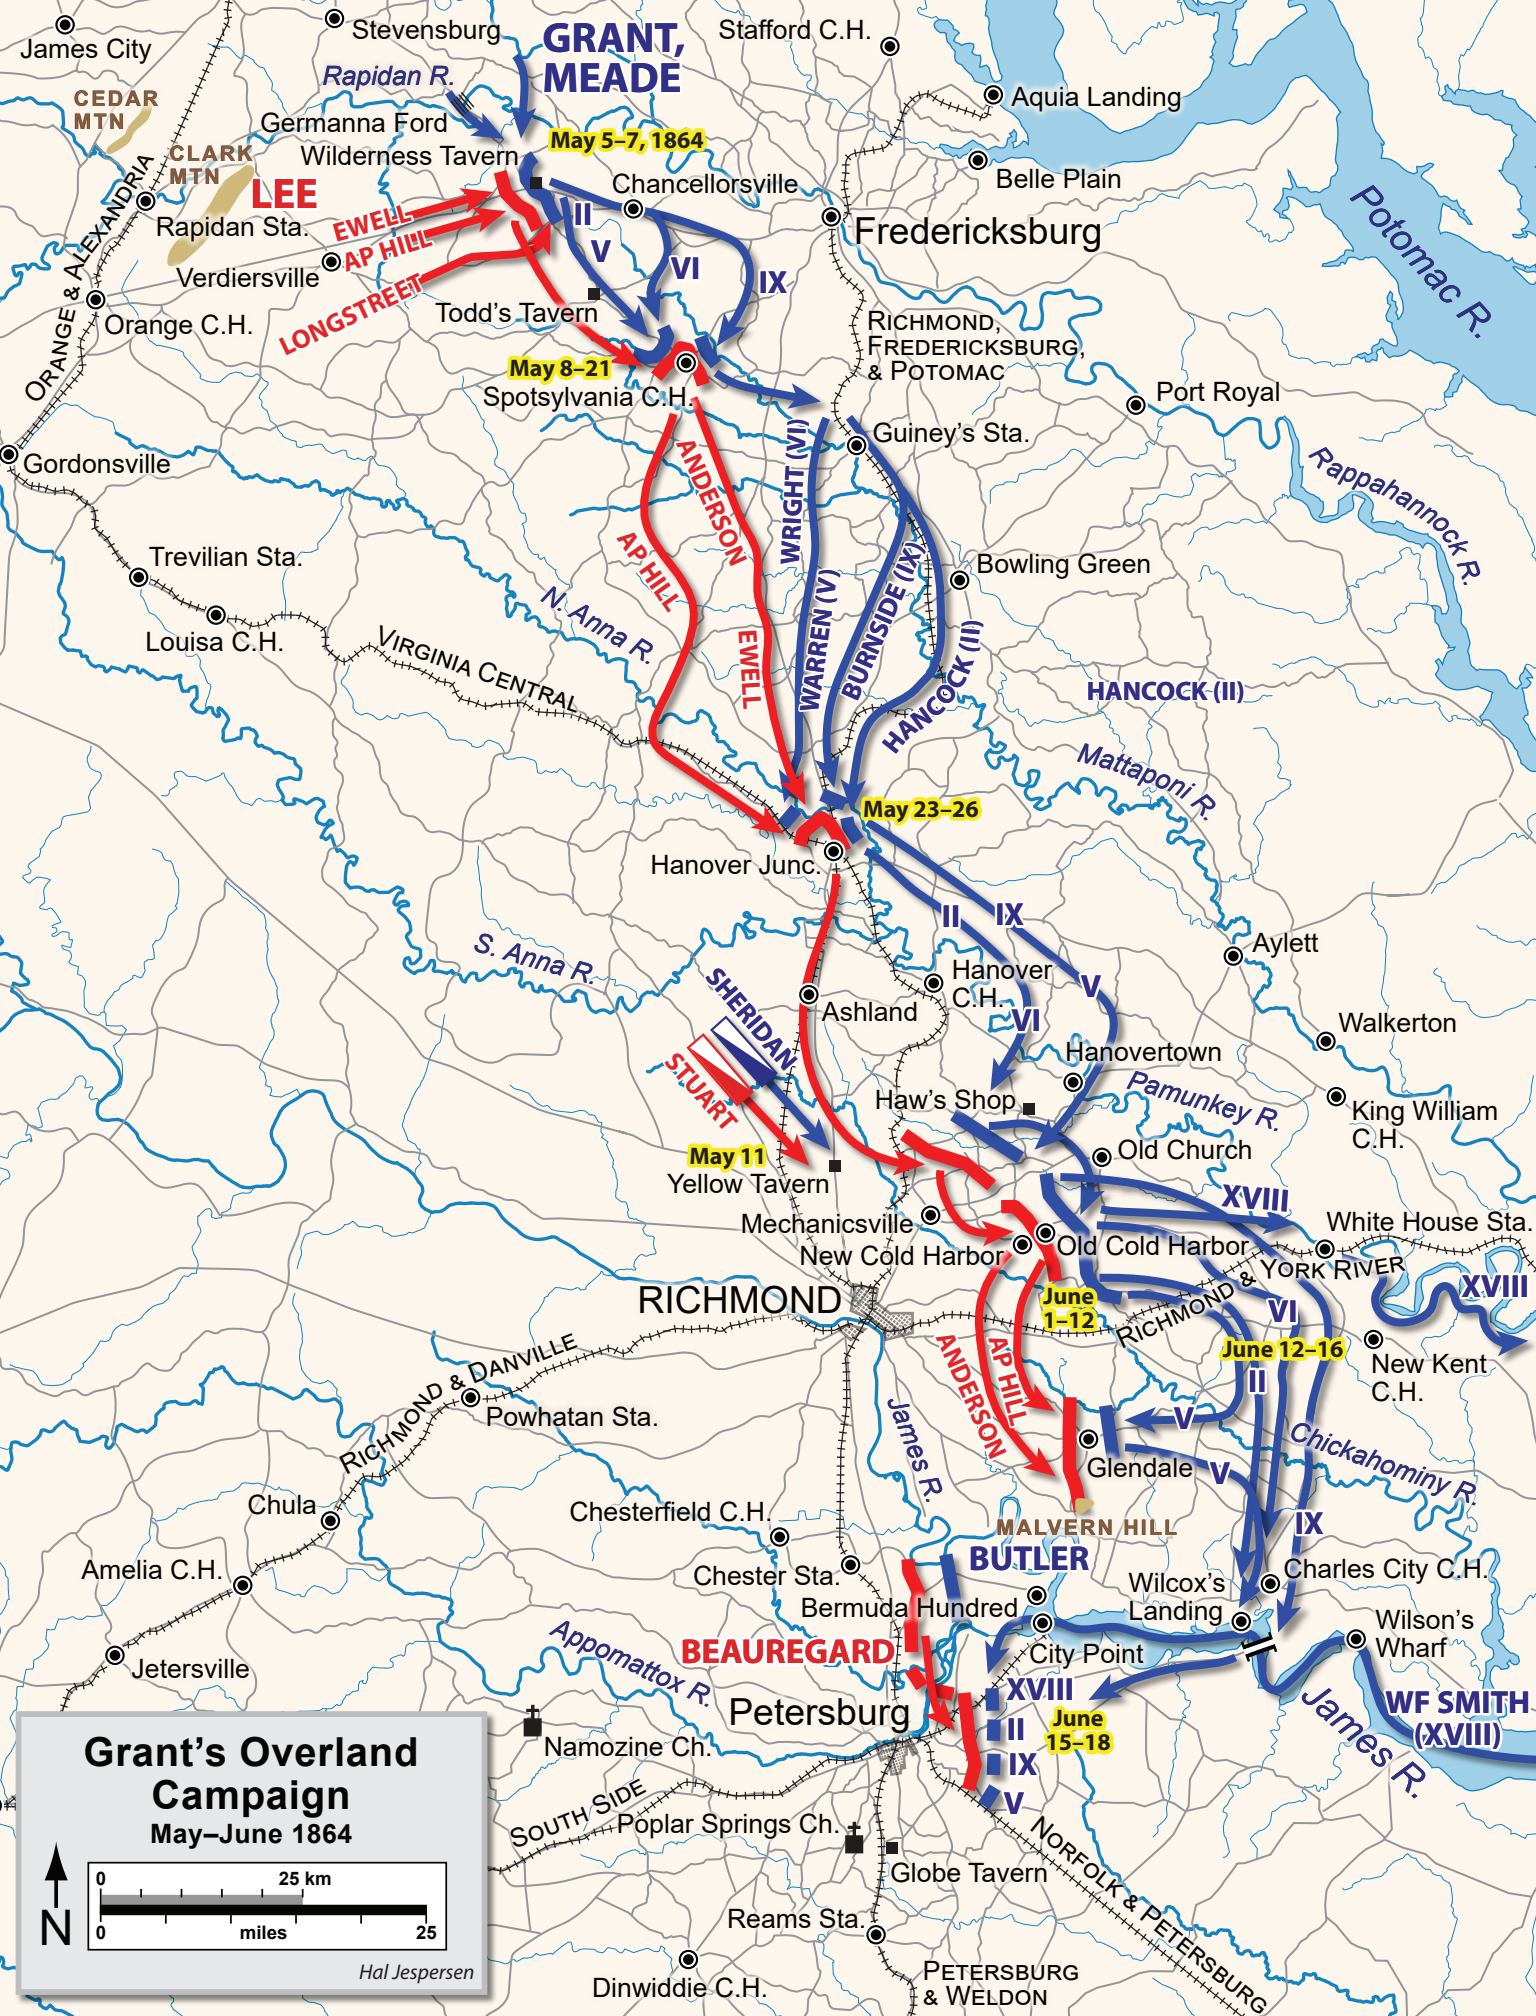 James City
Stevensburg
GRANT,
MEADE
Stafford C.H.
Rapidan R.
CEDAR
MTN
Aquia Landing
Germanna Ford
May 5–7, 1864
CLARK
MTN
Wilderness Tavern
LEE
Chancellorsville
Belle Plain
Potomac R.
Rapidan Sta.
EWELL
AP HILL
LONGSTREET
II
V
VI
IX
Fredericksburg
Verdiersville
ORANGE & ALEXANDRIA
Orange C.H.
Todd's Tavern
RICHMOND,
FREDERICKSBURG,
& POTOMAC
May 8–21
Spotsylvania C.H.
Port Royal
Guiney's Sta.
Gordonsville
Rappahannock R.
ANDERSON
WRIGHT (VI)
AP HILL
Trevilian Sta.
Bowling Green
N. Anna R.
WARREN (V)
BURNSIDE (IX)
HANCOCK (II)
Louisa C.H.
VIRGINIA CENTRAL
EWELL
HANCOCK (II)
Mattaponi R.
May 23–26
Hanover Junc.
II
IX
Aylett
S. Anna R.
SHERIDAN
Hanover
C.H.
V
Ashland
VI
Walkerton
STUART
Hanovertown
Haw's Shop
Pamunkey R.
King William
C.H.
May 11
Yellow Tavern
Old Church
XVIII
Mechanicsville
White House Sta.
New Cold Harbor
Old Cold Harbor
RICHMOND & YORK RIVER
RICHMOND
XVIII
June
1–12
VI
June 12–16
New Kent
C.H.
ANDERSON
AP HILL
II
RICHMOND & DANVILLE
Powhatan Sta.
James R.
V
Chickahominy R.
Glendale
V
Chula
Chesterfield C.H.
MALVERN HILL
IX
BUTLER
Amelia C.H.
Chester Sta.
Charles City C.H.
Wilcox's
Landing
Bermuda Hundred
Wilson's
Wharf
Appomattox R.
BEAUREGARD
City Point
Jetersville
XVIII
II
IX
V
June
15–18
James R.
WF SMITH
(XVIII)
Petersburg
Namozine Ch.
SOUTH SIDE
Poplar Springs Ch.
Globe Tavern
NORFOLK & PETERSBURG
Reams Sta.
Dinwiddie C.H.
PETERSBURG
& WELDON
Grant's Overland
Campaign
May–June 1864
0 25 km
0 miles 25
N
Hal Jespersen